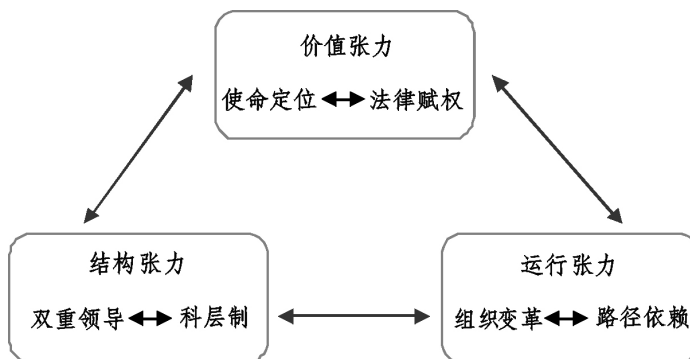 价值张力
使命定位 法律赋权
结构张力
双重领导 科层制
运行张力
组织变革 路径依赖